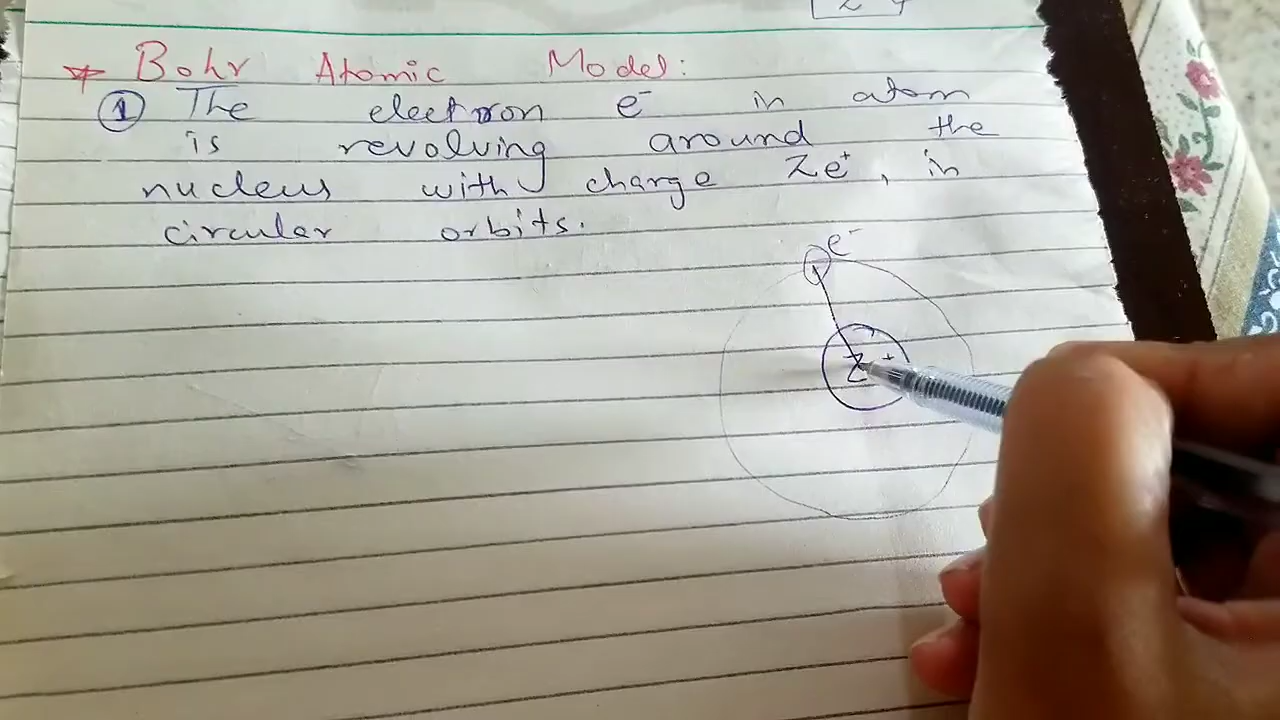 * Bohr Atomic Model:
① The electron e⁻ in atom
is revolving around the
nucleus with charge Ze⁺, in
circular orbits.
e⁻
Z +